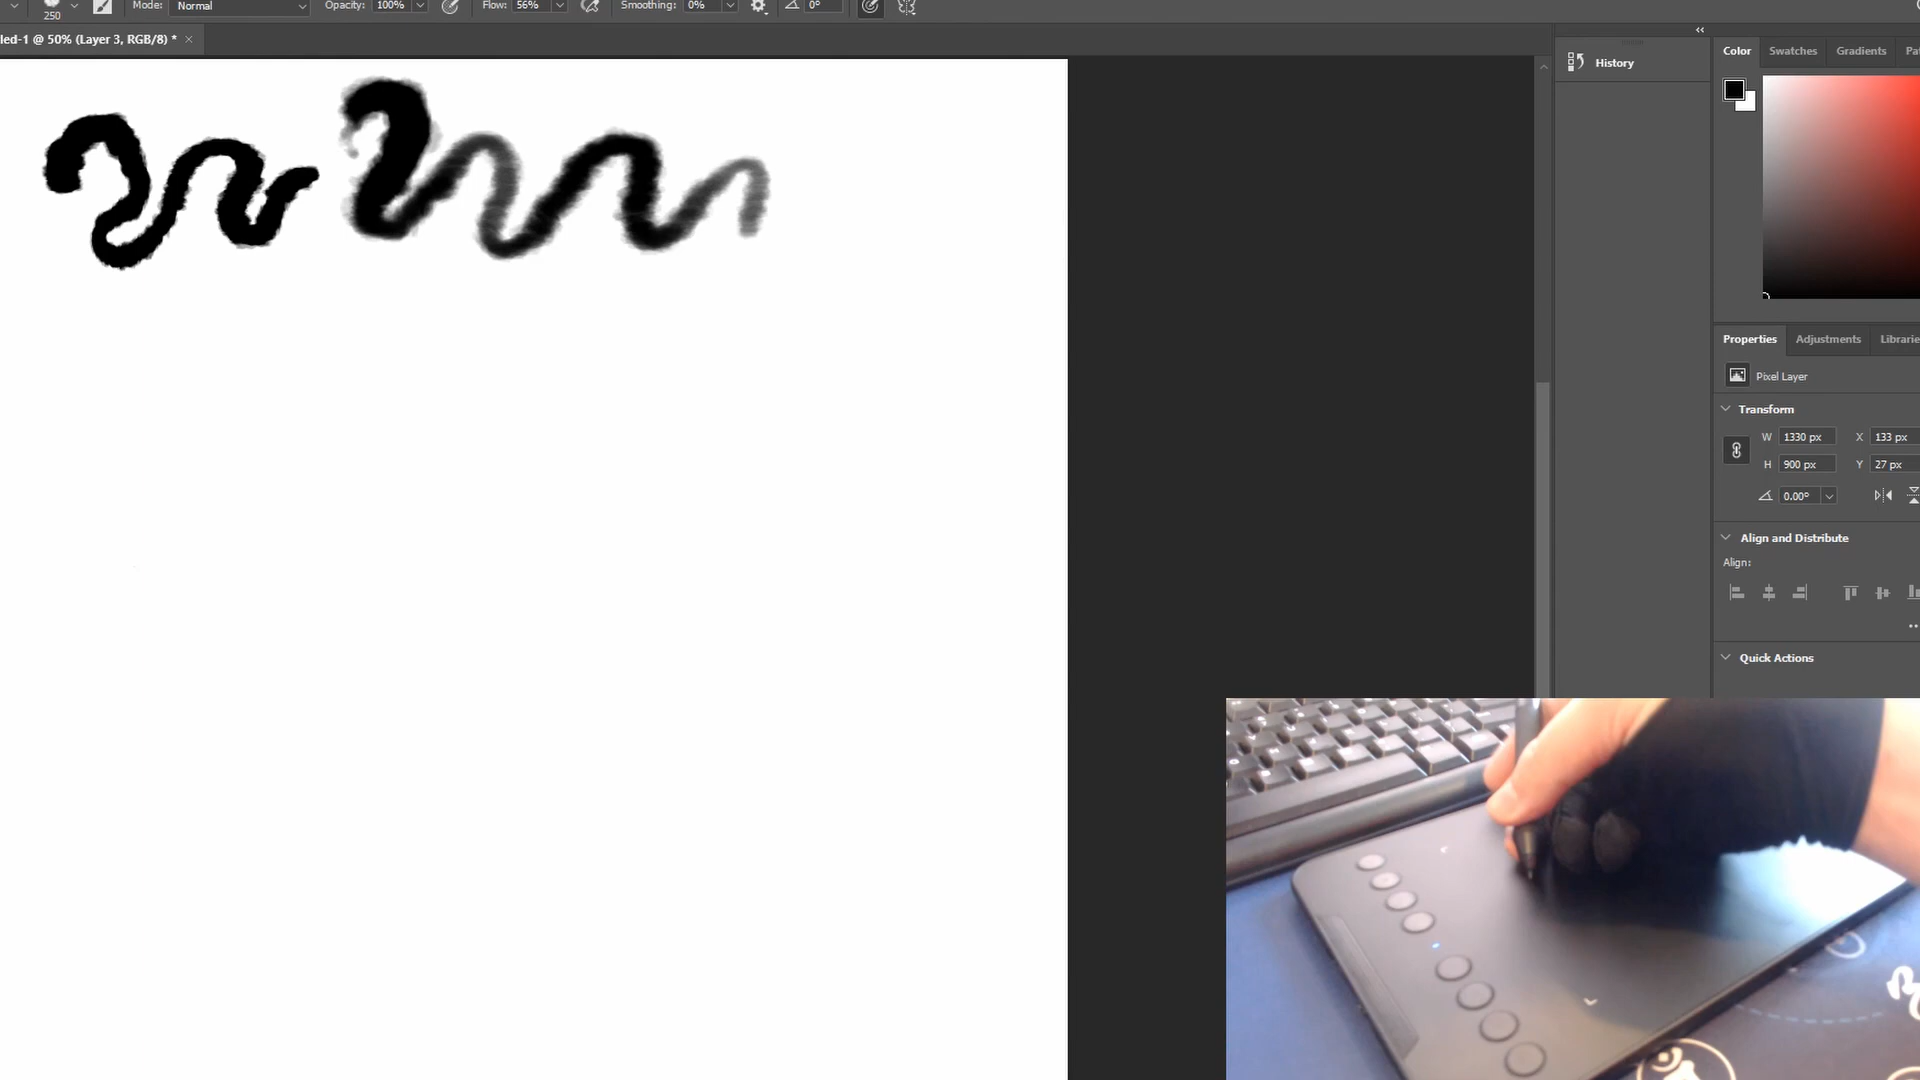 250
Mode: Normal
Opacity: 100%
Flow: 56%
Smoothing: 0%
0°
led-1 @ 50% (Layer 3, RGB/8) *
History
Color
Swatches
Gradients
Pa
Properties
Adjustments
Librarie
Pixel Layer
Transform
W 1330 px
X 133 px
H 900 px
Y 27 px
0.00°
Align and Distribute
Align:
Quick Actions